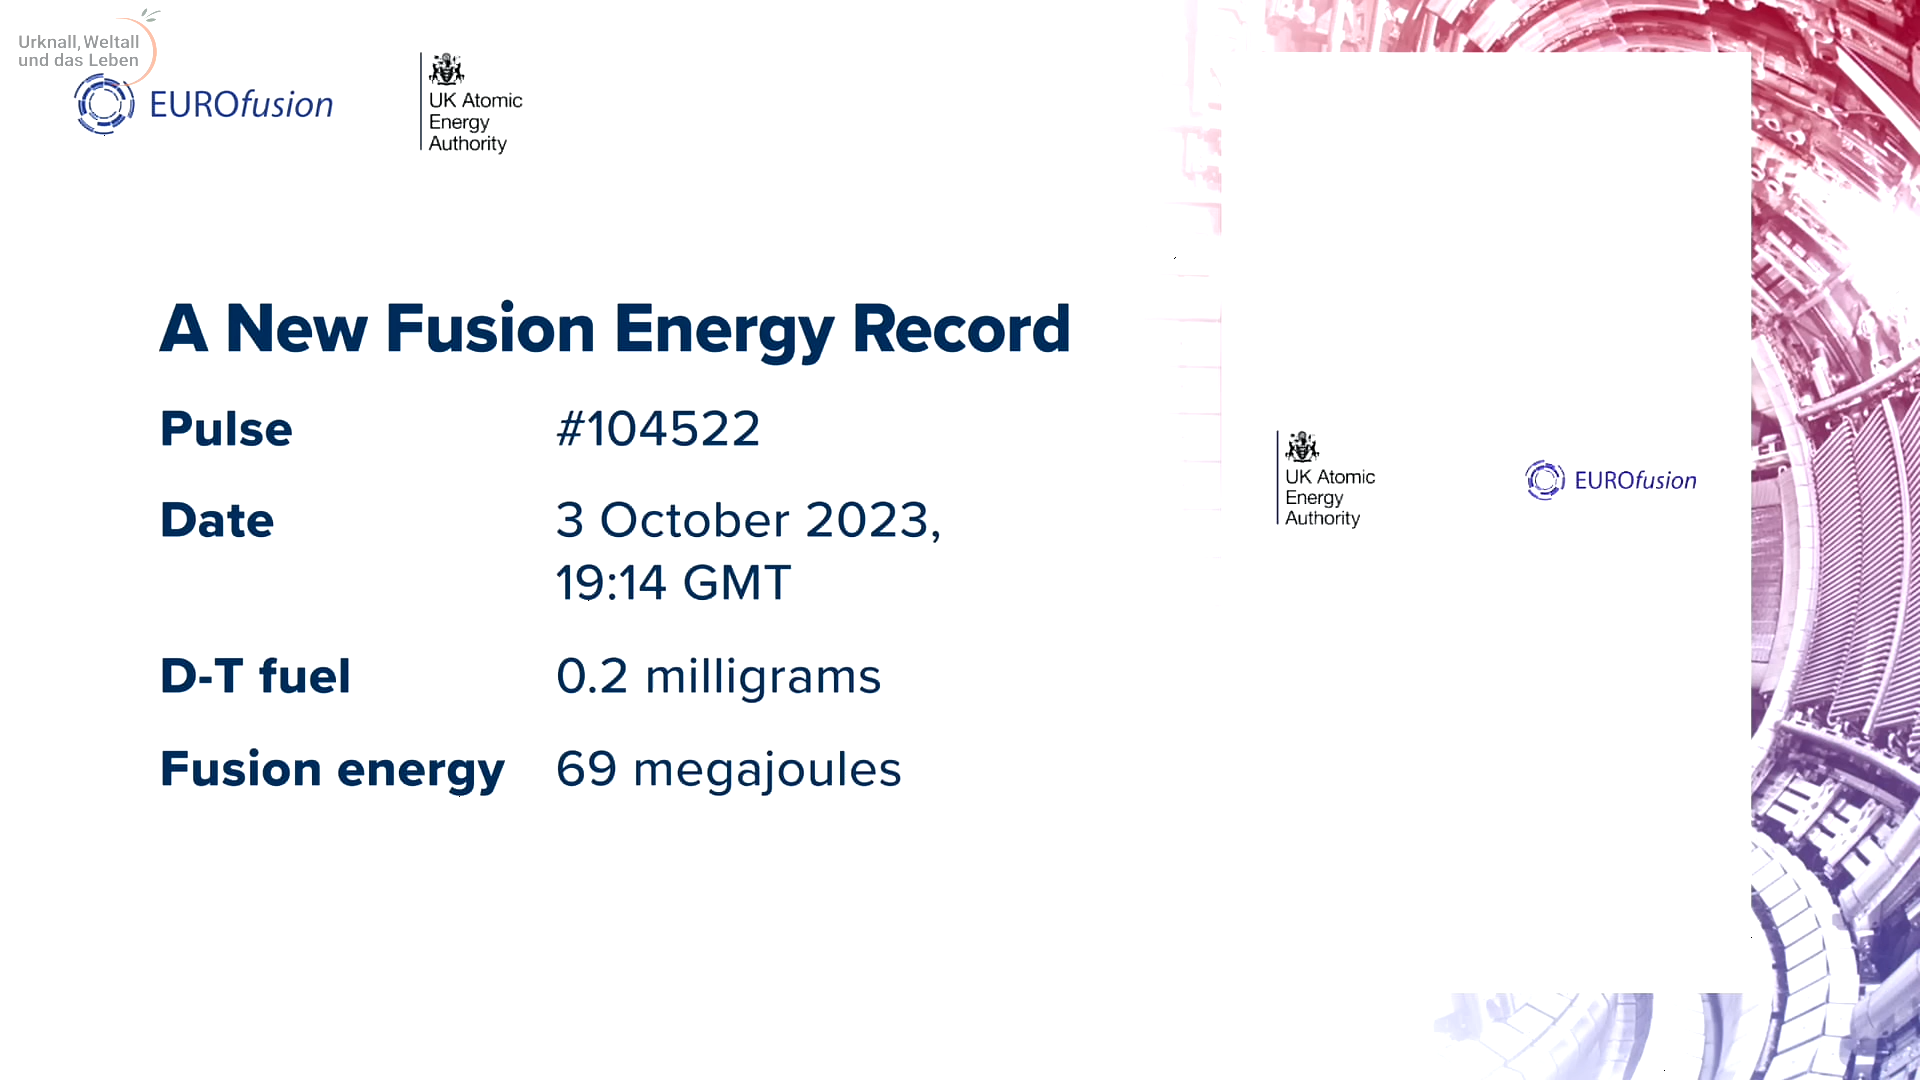 Urknall, Weltall
und das Leben
EUROfusion
UK Atomic
Energy
Authority
A New Fusion Energy Record
Pulse #104522
Date 3 October 2023,
19:14 GMT
D-T fuel 0.2 milligrams
Fusion energy 69 megajoules
UK Atomic
Energy
Authority
EUROfusion